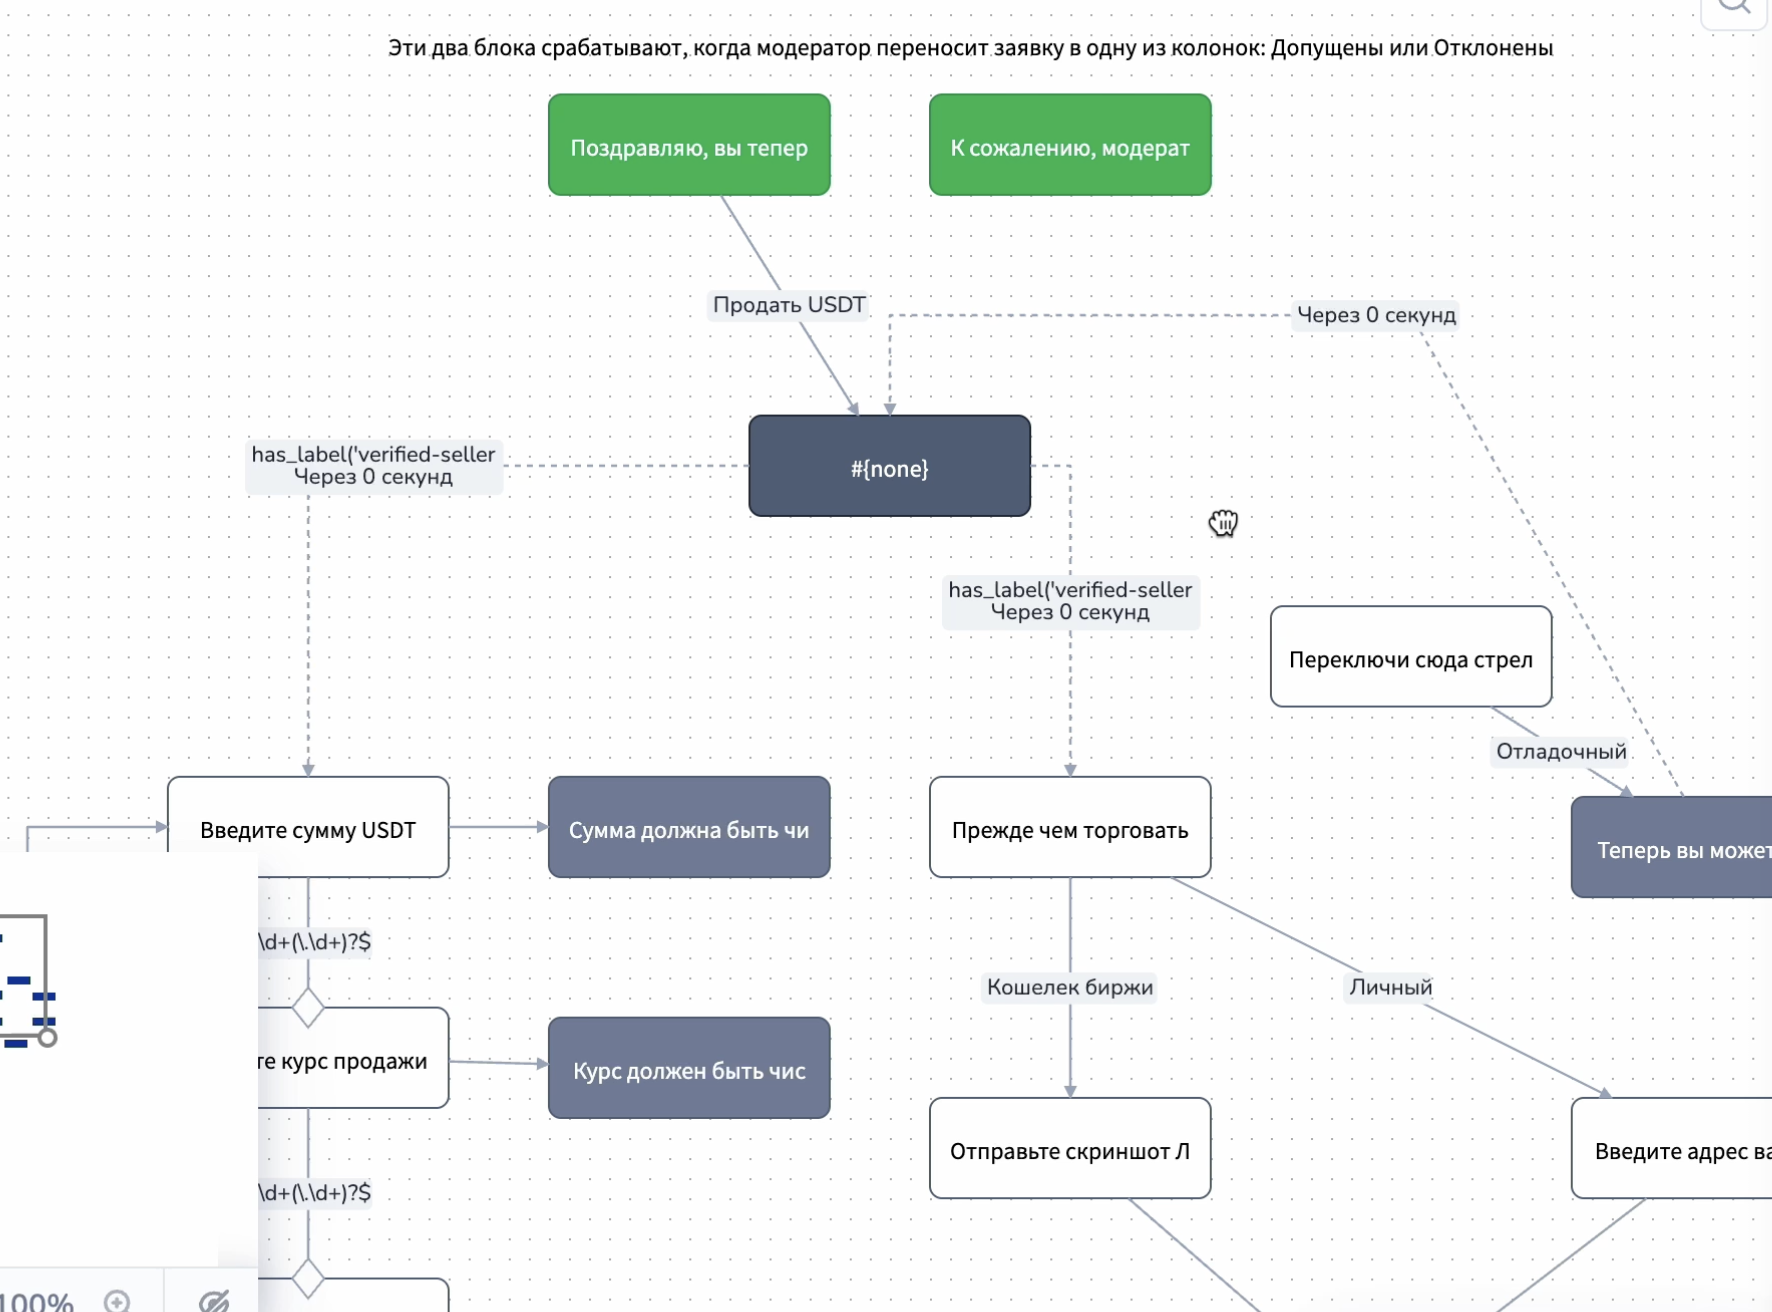 Эти два блока срабатывают, когда модератор переносит заявку в одну из колонок: Допущены или Отклонены
Поздравляю, вы тепер
К сожалению, модерат
Продать USDT
Через 0 секунд
#{none}
has_label('verified-seller
Через 0 секунд
has_label('verified-seller
Через 0 секунд
Переключи сюда стрел
Отладочный
Введите сумму USDT
Сумма должна быть чи
Прежде чем торговать
Теперь вы может
\d+(\.\d+)?$
Кошелек биржи
Личный
те курс продажи
Курс должен быть чис
Отправьте скриншот Л
Введите адрес ва
\d+(\.\d+)?$
100%